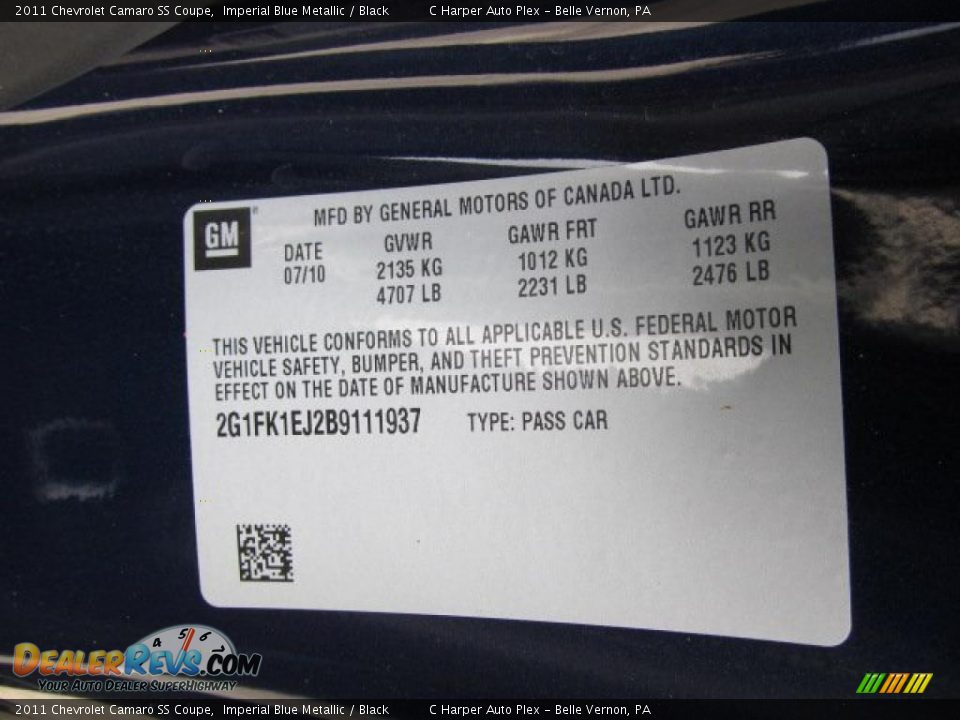 2011 Chevrolet Camaro SS Coupe, Imperial Blue Metallic / Black C Harper Auto Plex - Belle Vernon, PA
GM
MFD BY GENERAL MOTORS OF CANADA LTD.
DATE GVWR GAWR FRT GAWR RR
07/10 2135 KG 1012 KG 1123 KG
4707 LB 2231 LB 2476 LB
THIS VEHICLE CONFORMS TO ALL APPLICABLE U.S. FEDERAL MOTOR
VEHICLE SAFETY, BUMPER, AND THEFT PREVENTION STANDARDS IN
EFFECT ON THE DATE OF MANUFACTURE SHOWN ABOVE.
2G1FK1EJ2B9111937 TYPE: PASS CAR
4 5 6
DEALERREVS.COM
YOUR AUTO DEALER SUPERHIGHWAY
2011 Chevrolet Camaro SS Coupe, Imperial Blue Metallic / Black C Harper Auto Plex - Belle Vernon, PA